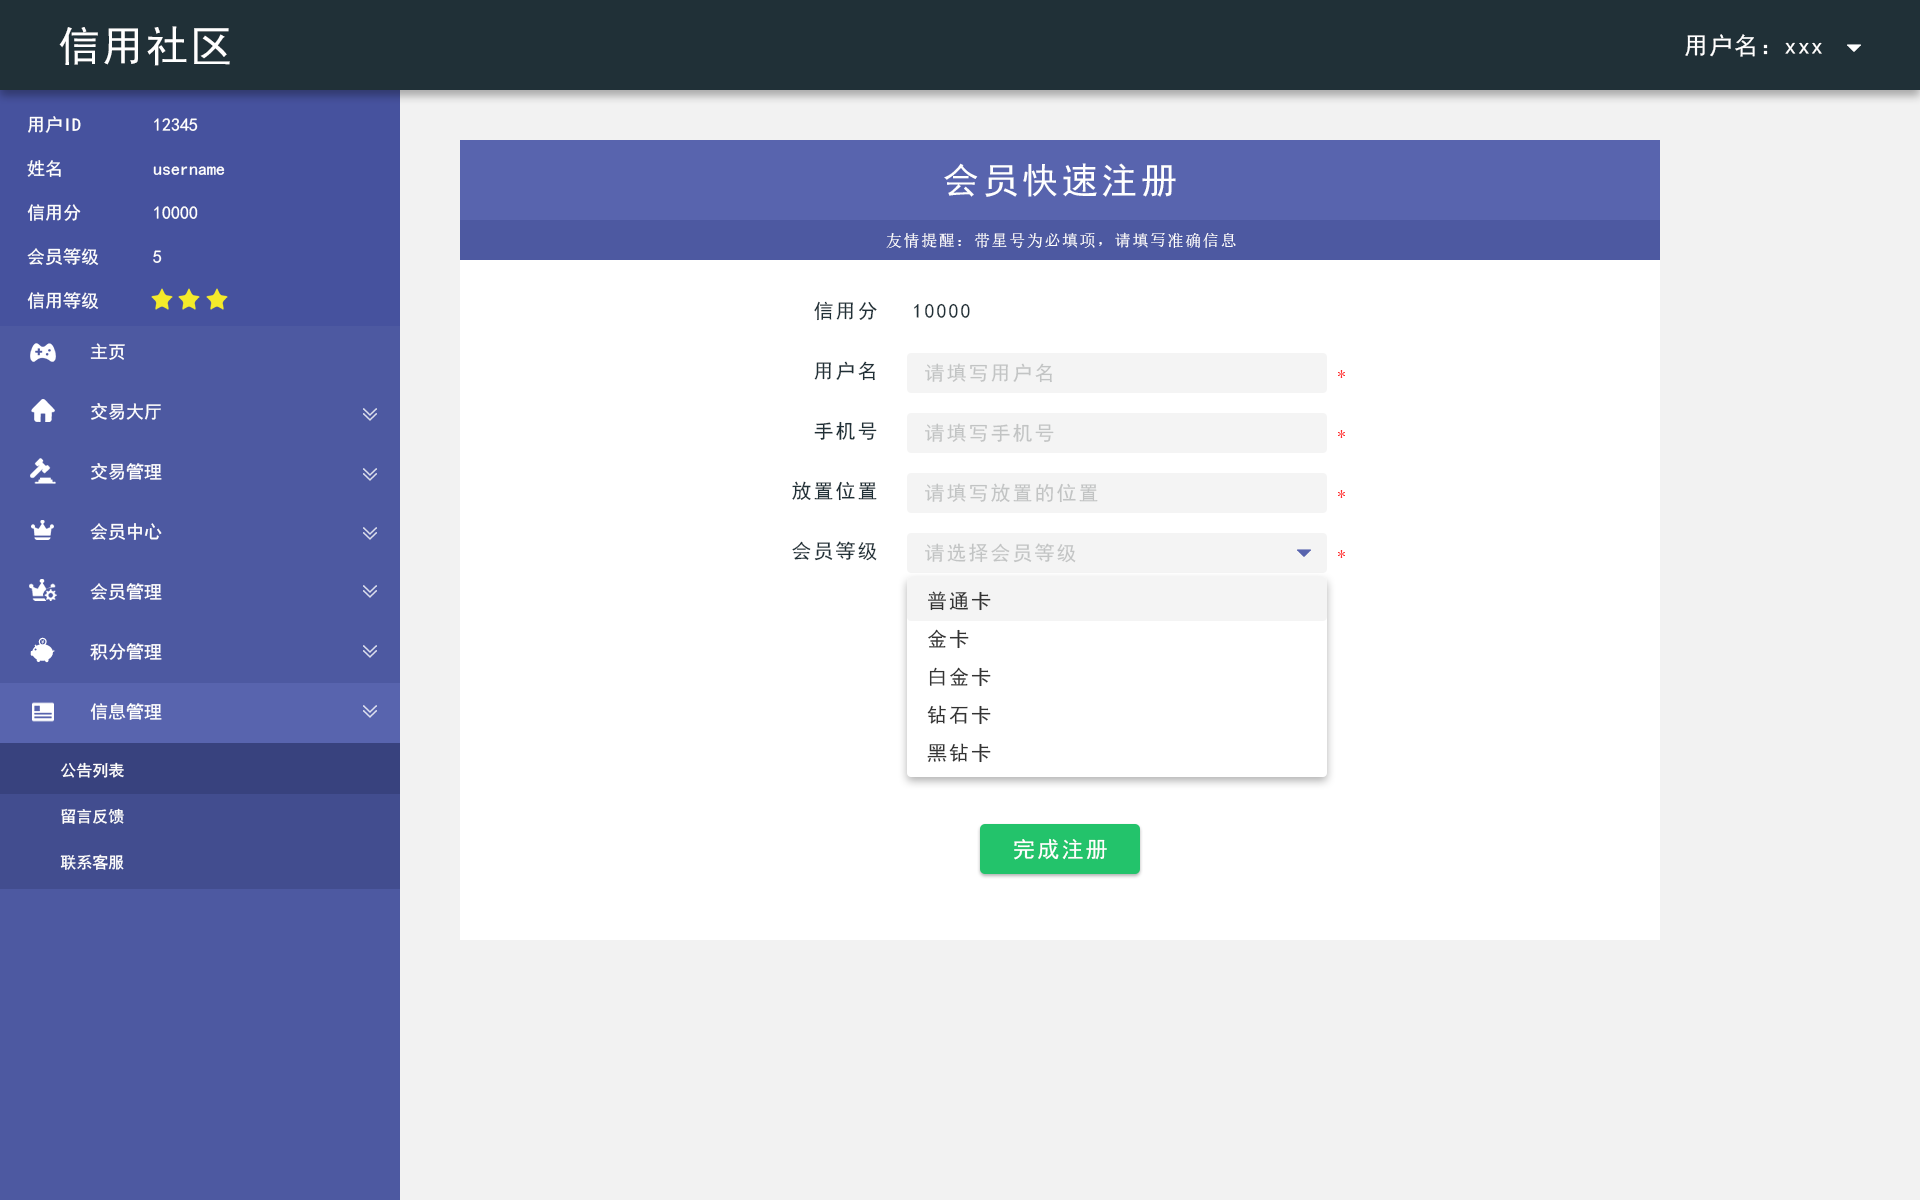 信用社区
用户名：xxx
用户ID 12345
姓名 username
信用分 10000
会员等级 5
信用等级
主页
交易大厅
交易管理
会员中心
会员管理
积分管理
信息管理
公告列表
留言反馈
联系客服
会员快速注册
友情提醒：带星号为必填项，请填写准确信息
信用分 10000
用户名 请填写用户名 *
手机号 请填写手机号 *
放置位置 请填写放置的位置 *
会员等级 请选择会员等级 *
普通卡
金卡
白金卡
钻石卡
黑钻卡
完成注册